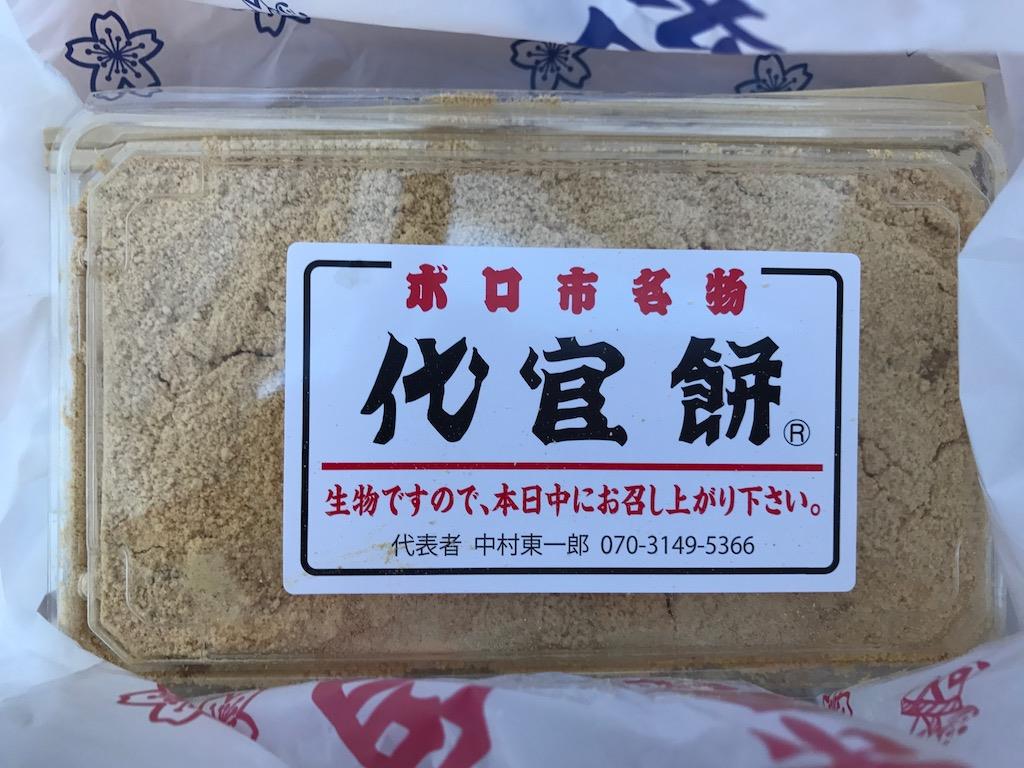 ボロ市名物
代官餅®
生物ですので、本日中にお召し上がり下さい。
代表者 中村東一郎 070-3149-5366